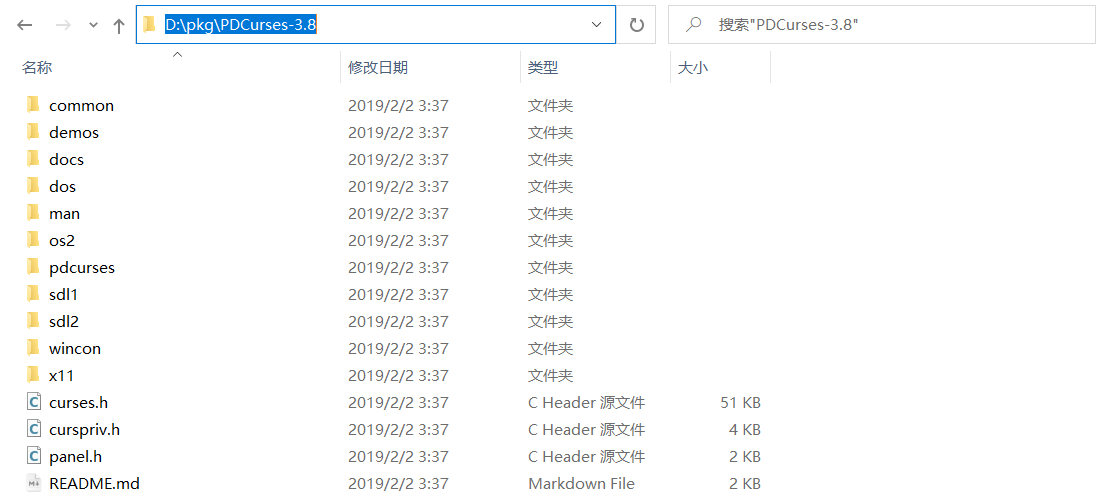 D:\pkg\PDCurses-3.8 搜索"PDCurses-3.8"
名称 修改日期 类型 大小
common 2019/2/2 3:37 文件夹
demos 2019/2/2 3:37 文件夹
docs 2019/2/2 3:37 文件夹
dos 2019/2/2 3:37 文件夹
man 2019/2/2 3:37 文件夹
os2 2019/2/2 3:37 文件夹
pdcurses 2019/2/2 3:37 文件夹
sdl1 2019/2/2 3:37 文件夹
sdl2 2019/2/2 3:37 文件夹
wincon 2019/2/2 3:37 文件夹
x11 2019/2/2 3:37 文件夹
curses.h 2019/2/2 3:37 C Header 源文件 51 KB
curspriv.h 2019/2/2 3:37 C Header 源文件 4 KB
panel.h 2019/2/2 3:37 C Header 源文件 2 KB
README.md 2019/2/2 3:37 Markdown File 2 KB